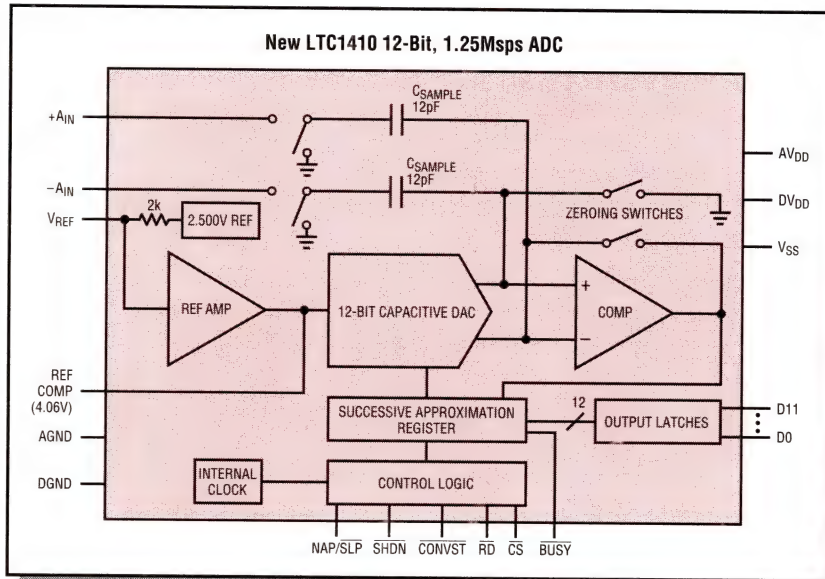 New LTC1410 12-Bit, 1.25Msps ADC
CSAMPLE
12pF
+AIN
AVDD
CSAMPLE
12pF
-AIN
DVDD
ZEROING SWITCHES
VREF
2k
2.500V REF
VSS
REF AMP
12-BIT CAPACITIVE DAC
+
-
COMP
REF
COMP
(4.06V)
SUCCESSIVE APPROXIMATION
REGISTER
12
OUTPUT LATCHES
D11
D0
AGND
DGND
INTERNAL
CLOCK
CONTROL LOGIC
NAP/SLP SHDN CONVST RD CS BUSY